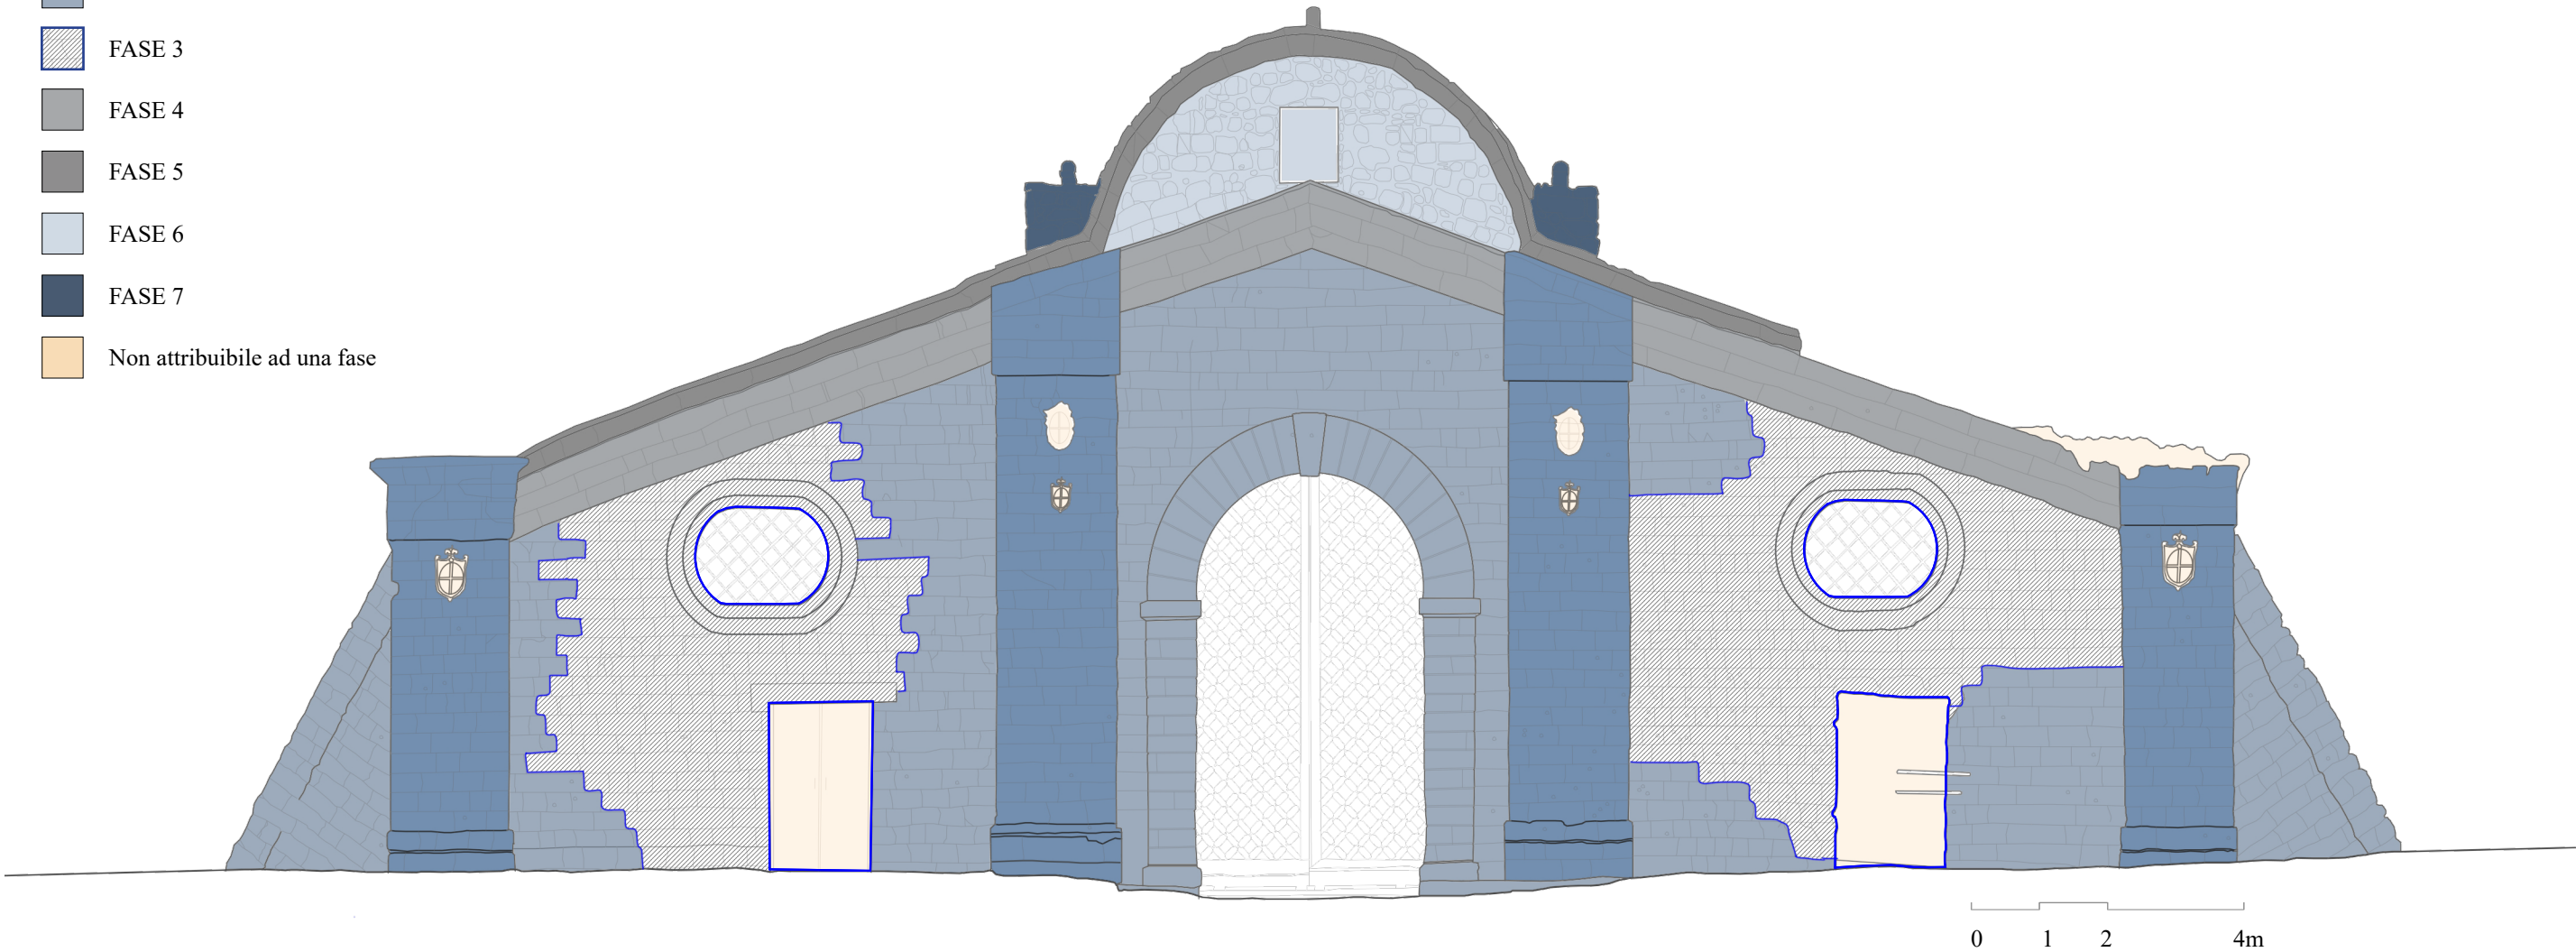 FASE 3
FASE 4
FASE 5
FASE 6
FASE 7
Non attribuibile ad una fase
0 1 2 4m